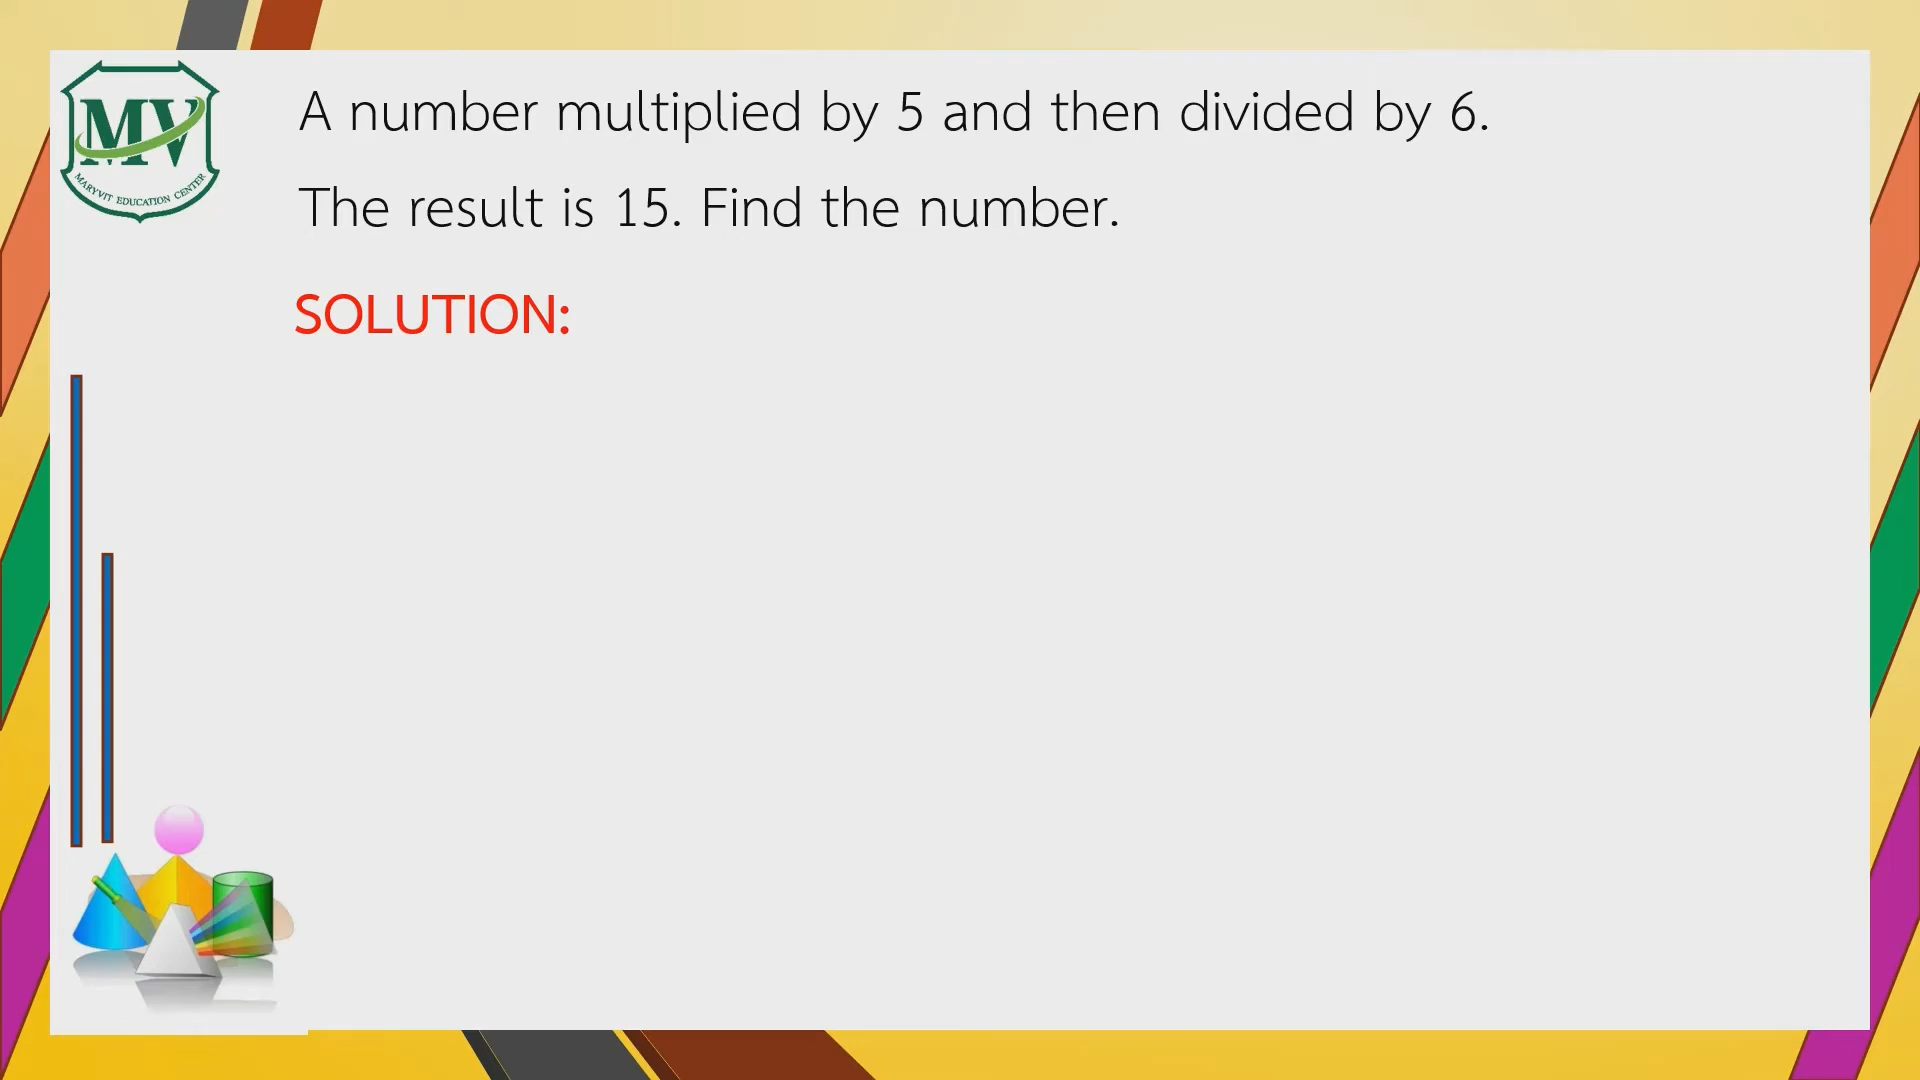 MV
MARYVIT EDUCATION CENTER
A number multiplied by 5 and then divided by 6.
The result is 15. Find the number.
SOLUTION: